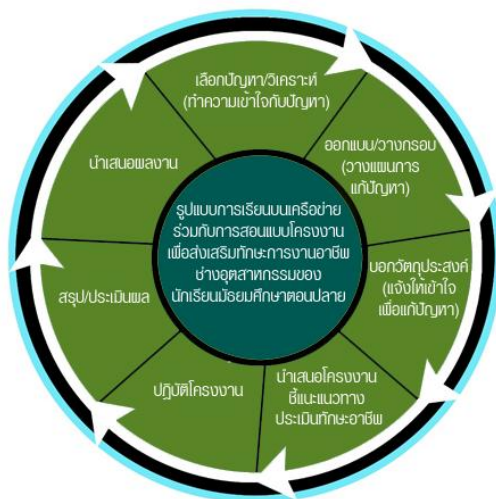 เลือกปัญหา/วิเคราะห์
(ทำความเข้าใจกับปัญหา)
ออกแบบ/วางกรอบ
(วางแผนการ
แก้ปัญหา)
บอกวัตถุประสงค์
(แจ้งให้เข้าใจ
เพื่อแก้ปัญหา)
นำเสนอโครงงาน
ชี้แนะแนวทาง
ประเมินทักษะอาชีพ
ปฏิบัติโครงงาน
สรุป/ประเมินผล
นำเสนอผลงาน
รูปแบบการเรียนบนเครือข่าย
ร่วมกับการสอนแบบโครงงาน
เพื่อส่งเสริมทักษะการงานอาชีพ
ช่างอุตสาหกรรมของ
นักเรียนมัธยมศึกษาตอนปลาย